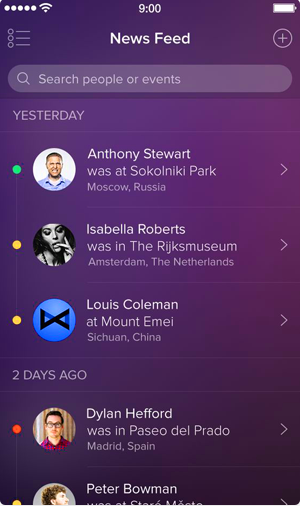 9:00
News Feed
Search people or events
YESTERDAY
Anthony Stewart
was at Sokolniki Park
Moscow, Russia
Isabella Roberts
was in The Rijksmuseum
Amsterdam, The Netherlands
Louis Coleman
at Mount Emei
Sichuan, China
2 DAYS AGO
Dylan Hefford
was in Paseo del Prado
Madrid, Spain
Peter Bowman
was at Staré Město